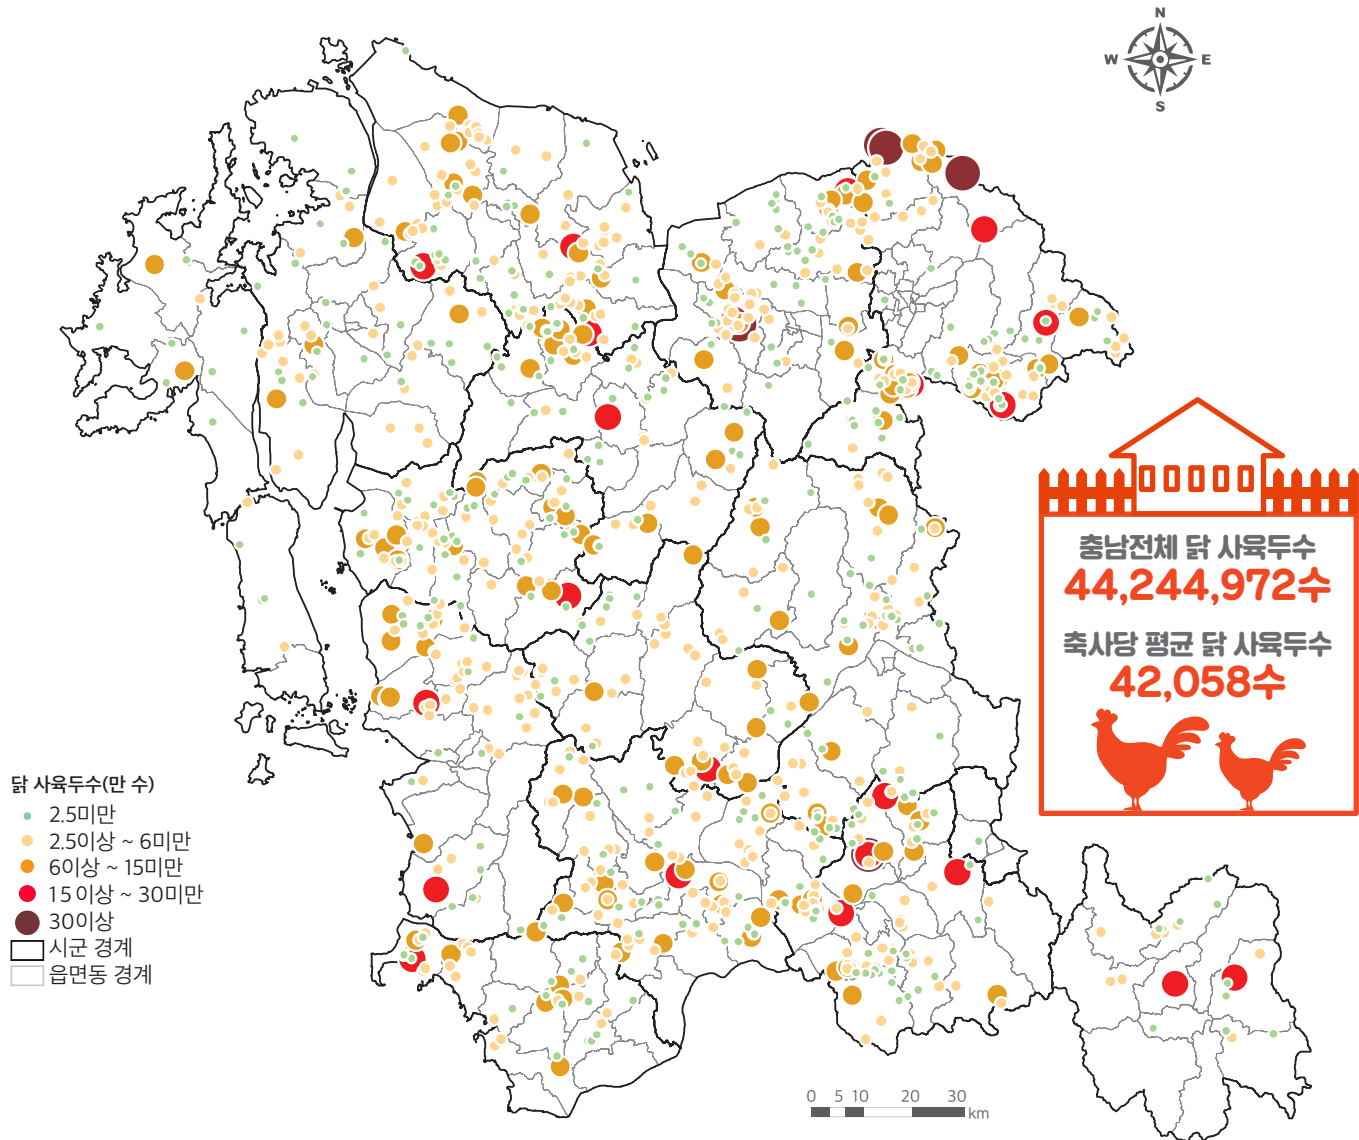 N
W E
S
충남전체 닭 사육두수
44,244,972수
축사당 평균 닭 사육두수
42,058수
닭 사육두수(만 수)
2.5미만
2.5이상 ~ 6미만
6이상 ~ 15미만
15이상 ~ 30미만
30이상
시군 경계
읍면동 경계
0 5 10 20 30
km